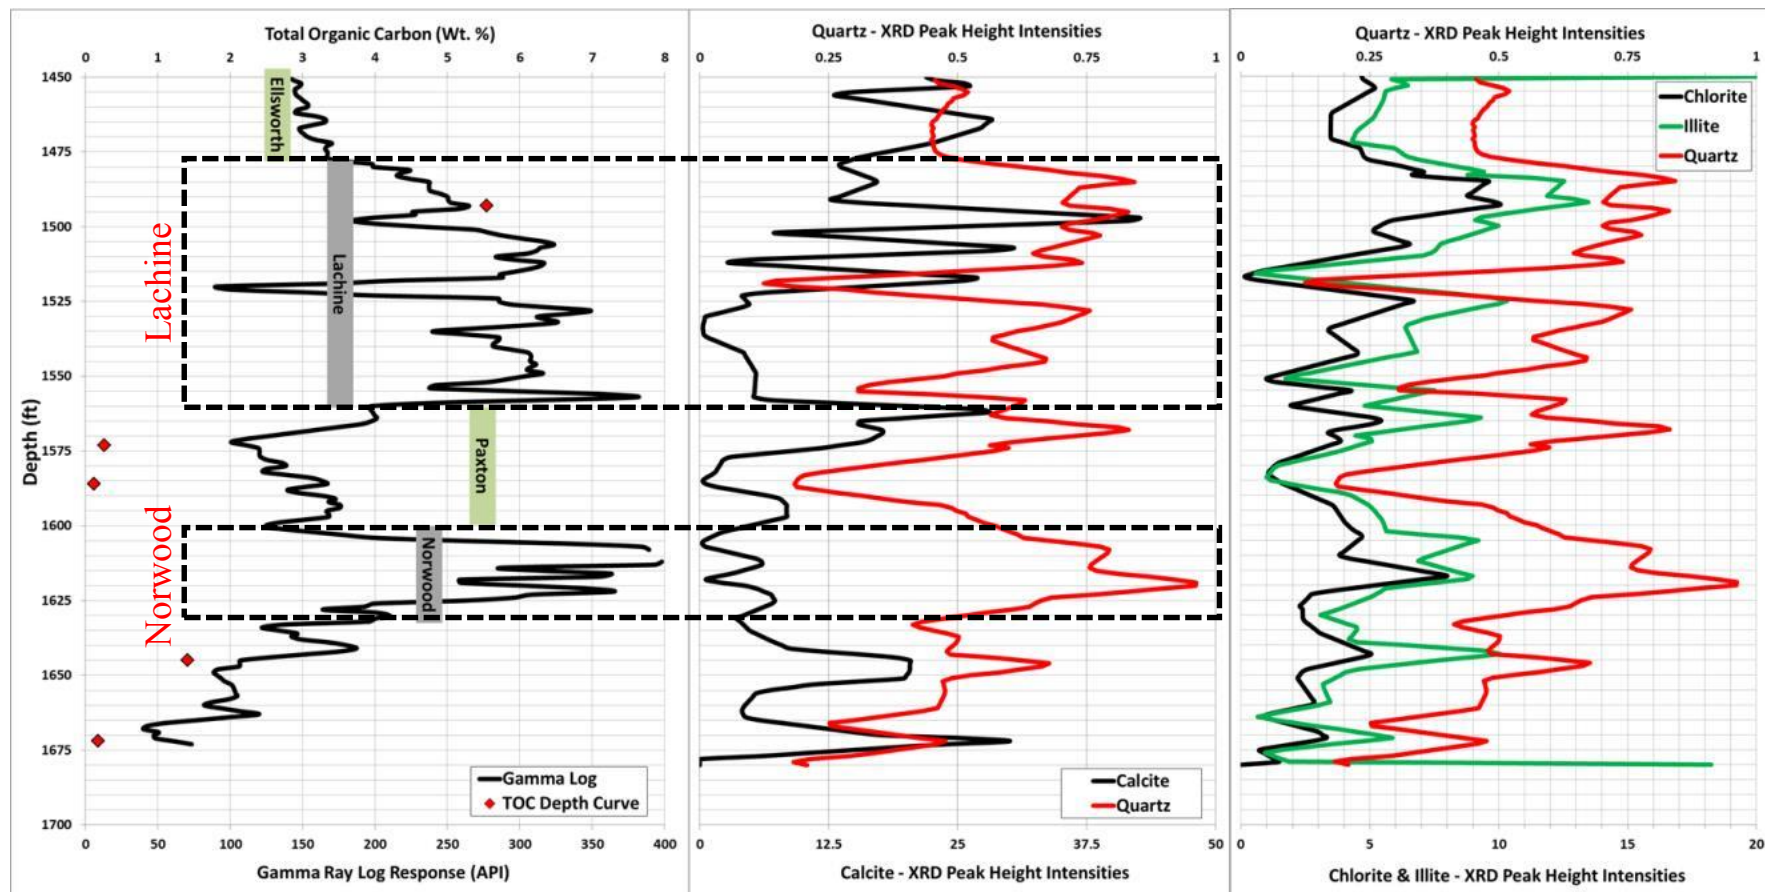 Total Organic Carbon (Wt. %)
0 1 2 3 4 5 6 7 8
Quartz - XRD Peak Height Intensities
0 0.25 0.5 0.75 1
Quartz - XRD Peak Height Intensities
0 0.25 0.5 0.75 1
Depth (ft)
1450
1475
1500
1525
1550
1575
1600
1625
1650
1675
1700
Lachine
Norwood
Ellsworth
Lachine
Paxton
Norwood
Gamma Log
TOC Depth Curve
0 50 100 150 200 250 300 350 400
Gamma Ray Log Response (API)
Calcite
Quartz
0 12.5 25 37.5 50
Calcite - XRD Peak Height Intensities
Chlorite
Illite
Quartz
0 5 10 15 20
Chlorite & Illite - XRD Peak Height Intensities